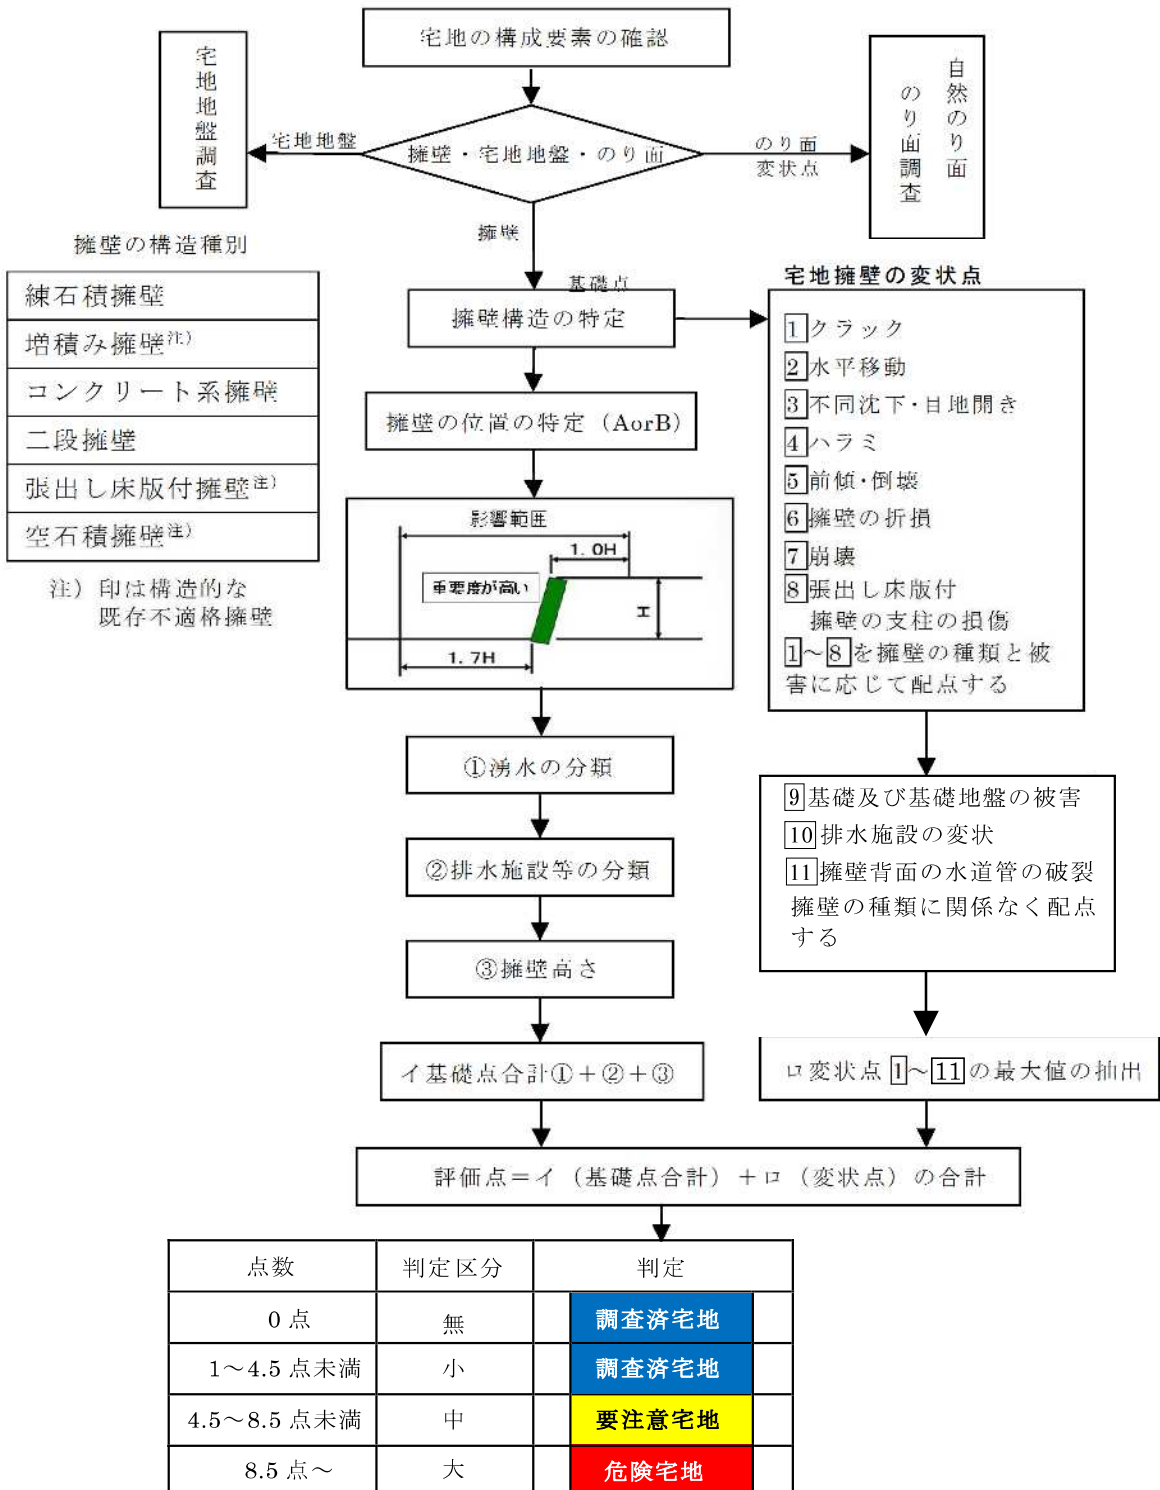 宅地の構成要素の確認
宅地地盤調査
自然のり面
のり面調査
宅地地盤
擁壁・宅地地盤・のり面
のり面
変状点
擁壁
擁壁の構造種別
練石積擁壁
増積み擁壁注)
コンクリート系擁壁
二段擁壁
張出し床版付擁壁注)
空石積擁壁注)
注）印は構造的な
既存不適格擁壁
基礎点
擁壁構造の特定
擁壁の位置の特定（AorB）
影響範囲
1.0H
重要度が高い
H
1.7H
①湧水の分類
②排水施設等の分類
③擁壁高さ
イ基礎点合計①＋②＋③
宅地擁壁の変状点
1クラック
2水平移動
3不同沈下・目地開き
4ハラミ
5前傾・倒壊
6擁壁の折損
7崩壊
8張出し床版付
擁壁の支柱の損傷
1～8を擁壁の種類と被
害に応じて配点する
9基礎及び基礎地盤の被害
10排水施設の変状
11擁壁背面の水道管の破裂
擁壁の種類に関係なく配点
する
ロ変状点1～11の最大値の抽出
評価点＝イ（基礎点合計）＋ロ（変状点）の合計
点数 判定区分 判定
0点 無 調査済宅地
1～4.5点未満 小 調査済宅地
4.5～8.5点未満 中 要注意宅地
8.5点～ 大 危険宅地